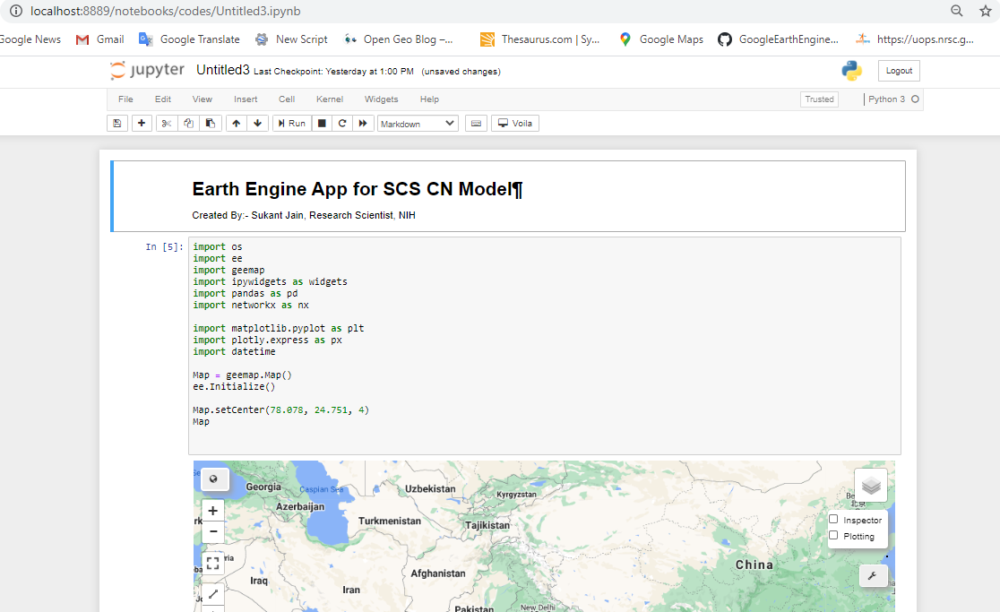 localhost:8889/notebooks/codes/Untitled3.ipynb
Google News Gmail Google Translate New Script Open Geo Blog –... Thesaurus.com | Sy... Google Maps GoogleEarthEngine... https://uops.nrsc.g...
jupyter Untitled3 Last Checkpoint: Yesterday at 1:00 PM (unsaved changes) Logout
File Edit View Insert Cell Kernel Widgets Help Trusted Python 3
Run Markdown Voila
Earth Engine App for SCS CN Model¶
Created By:- Sukant Jain, Research Scientist, NIH
In [5]:
import os
import ee
import geemap
import ipywidgets as widgets
import pandas as pd
import networkx as nx
import matplotlib.pyplot as plt
import plotly.express as px
import datetime
Map = geemap.Map()
ee.Initialize()
Map.setCenter(78.078, 24.751, 4)
Map
Georgia Caspian Sea Uzbekistan Kyrgyzstan
Azerbaijan 北京
Turkmenistan Tajikistan Inspector
Plotting
China
Afghanistan
Iraq Iran
Pakistan New Delhi